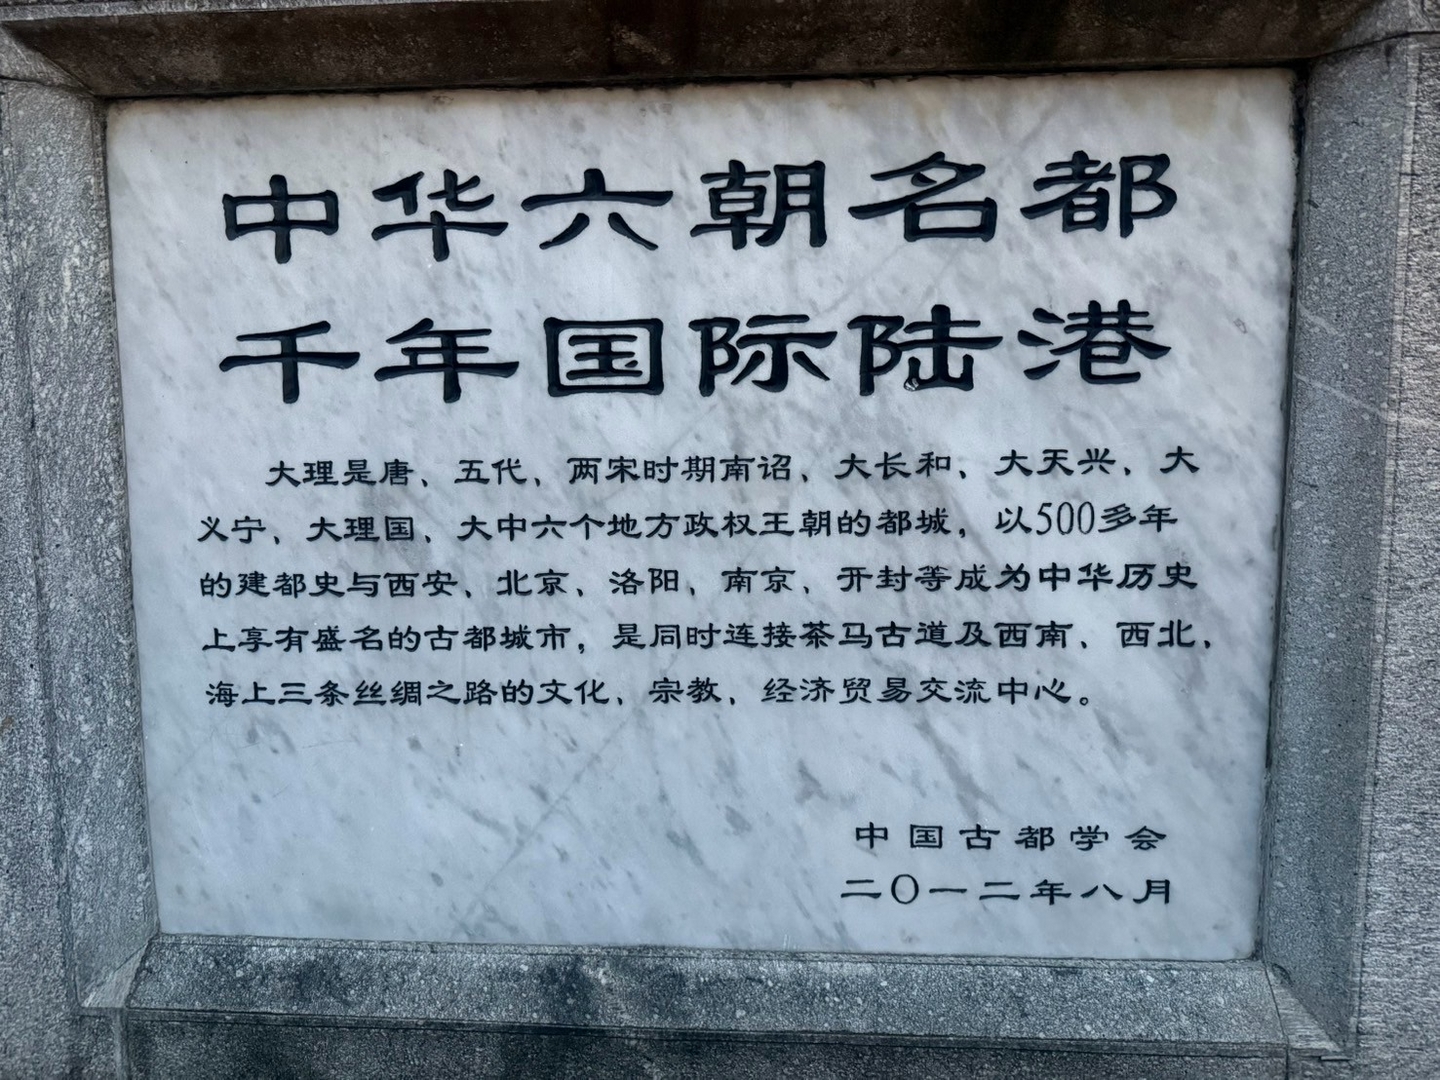 中华六朝名都
千年国际陆港
大理是唐、五代、两宋时期南诏、大长和、大天兴、大
义宁、大理国、大中六个地方政权王朝的都城，以500多年
的建都史与西安、北京、洛阳、南京、开封等成为中华历史
上享有盛名的古都城市，是同时连接茶马古道及西南、西北、
海上三条丝绸之路的文化、宗教、经济贸易交流中心。
中国古都学会
二〇一二年八月